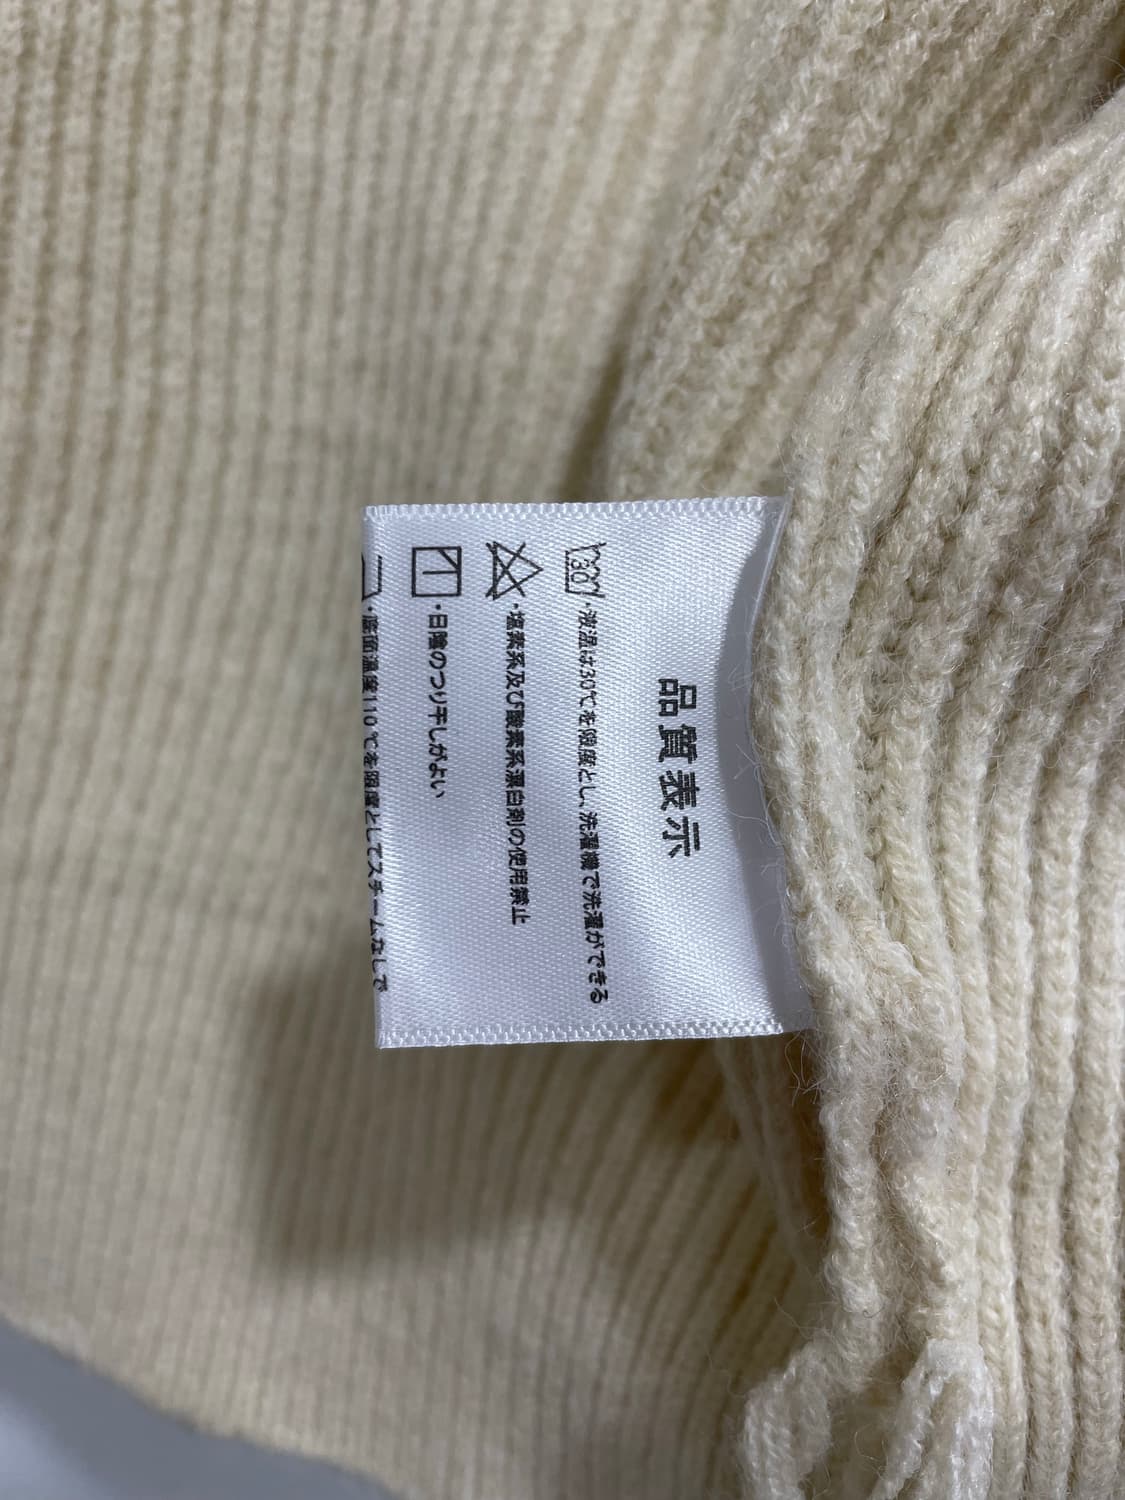 品質表示
30
・液温は30℃を限度とし、洗濯機で洗濯ができる
・塩素系及び酸素系漂白剤の使用禁止
・日陰のつり干しがよい
・底面温度110℃を限度としてスチームなしで